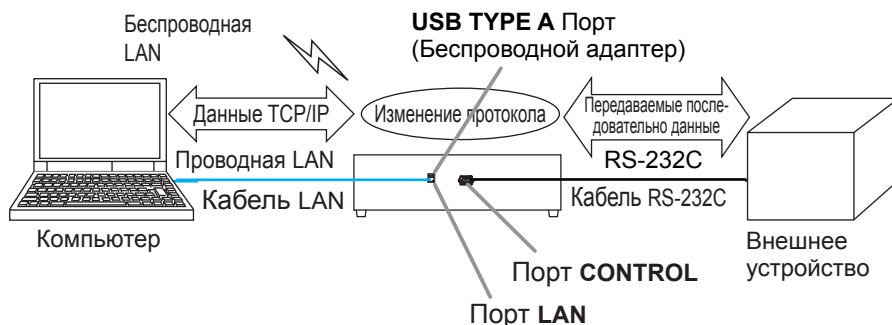 Беспроводная
LAN
USB TYPE A Порт
(Беспроводной адаптер)
Данные TCP/IP
Изменение протокола
Передаваемые после-
довательно данные
Проводная LAN
RS-232C
Кабель LAN
Кабель RS-232C
Компьютер
Внешнее
устройство
Порт CONTROL
Порт LAN